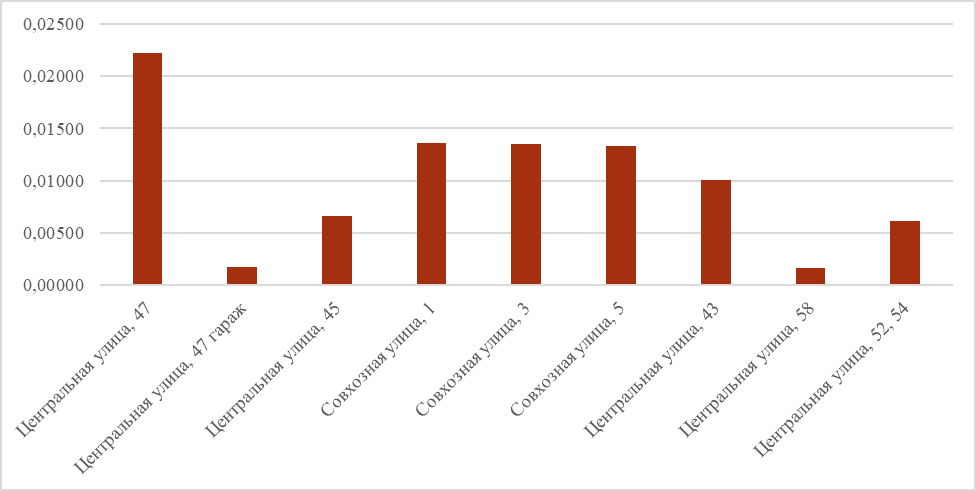 0,02500
0,02000
0,01500
0,01000
0,00500
0,00000
Центральная улица, 47
Центральная улица, 47 гараж
Центральная улица, 45
Совхозная улица, 1
Совхозная улица, 3
Совхозная улица, 5
Центральная улица, 43
Центральная улица, 58
Центральная улица, 52, 54